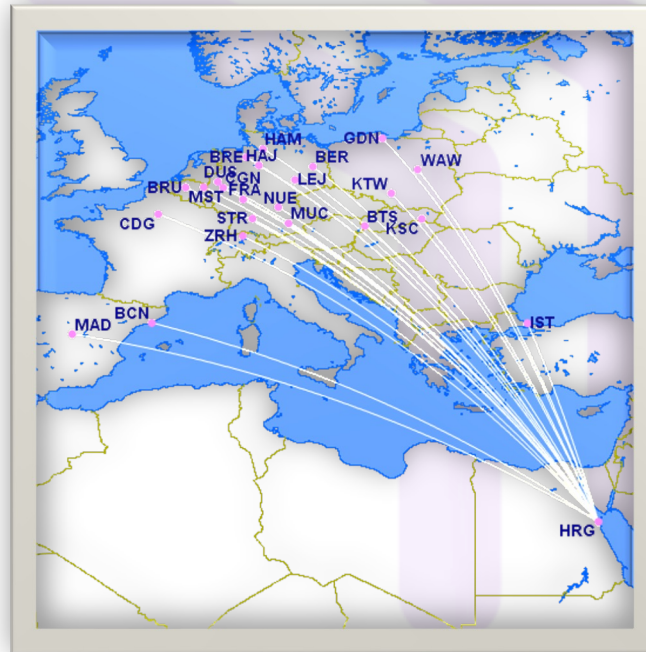 HAM
GDN
BRE HAJ
BER
WAW
DUS
CGN
LEJ
KTW
BRU
MST
FRA
NUE
CDG
STR
MUC
BTS
KSC
ZRH
BCN
MAD
IST
HRG